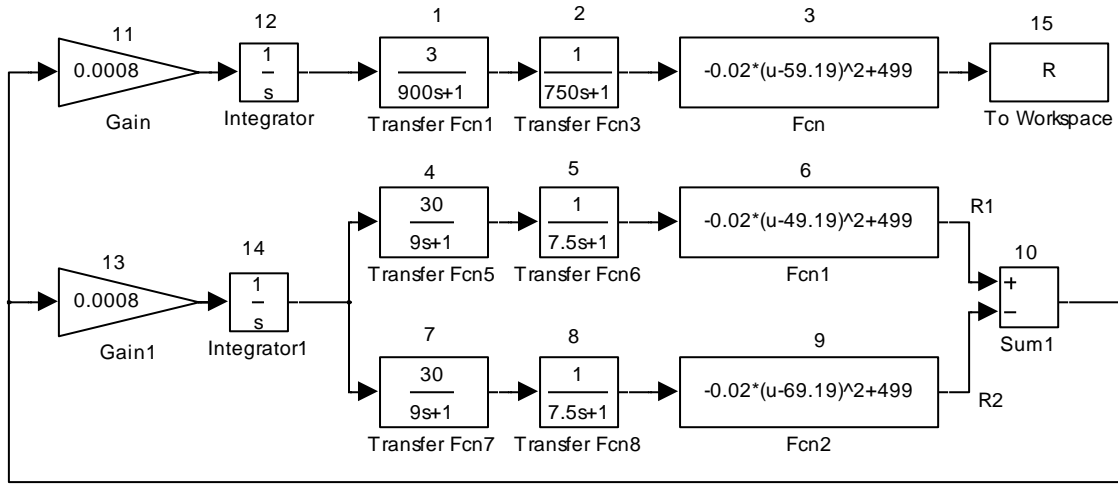 11
0.0008
Gain
12
1
s
Integrator
1
3
900s+1
Transfer Fcn1
2
1
750s+1
Transfer Fcn3
3
-0.02*(u-59.19)^2+499
Fcn
15
R
To Workspace
13
0.0008
Gain1
14
1
s
Integrator1
4
30
9s+1
Transfer Fcn5
5
1
7.5s+1
Transfer Fcn6
6
-0.02*(u-49.19)^2+499
Fcn1
R1
7
30
9s+1
Transfer Fcn7
8
1
7.5s+1
Transfer Fcn8
9
-0.02*(u-69.19)^2+499
Fcn2
R2
10
+
−
Sum1